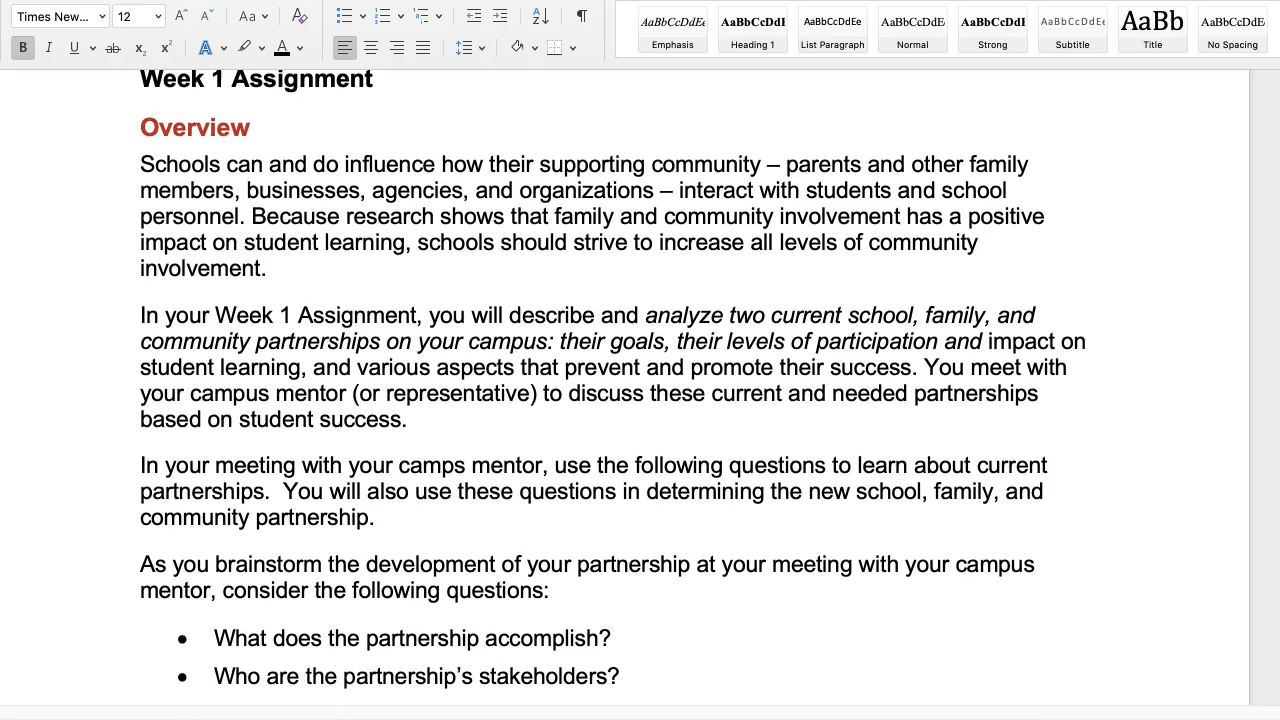 Times New... 12 Aa
B I U ab x₂ x² A A
AaBbCcDdEe AaBbCcDdI AaBbCcDdEe AaBbCcDdE AaBbCcDdI AaBbCcDdEe AaBb AaBbCcDdE
Emphasis Heading 1 List Paragraph Normal Strong Subtitle Title No Spacing
Week 1 Assignment
Overview
Schools can and do influence how their supporting community – parents and other family
members, businesses, agencies, and organizations – interact with students and school
personnel. Because research shows that family and community involvement has a positive
impact on student learning, schools should strive to increase all levels of community
involvement.
In your Week 1 Assignment, you will describe and analyze two current school, family, and
community partnerships on your campus: their goals, their levels of participation and impact on
student learning, and various aspects that prevent and promote their success. You meet with
your campus mentor (or representative) to discuss these current and needed partnerships
based on student success.
In your meeting with your camps mentor, use the following questions to learn about current
partnerships.  You will also use these questions in determining the new school, family, and
community partnership.
As you brainstorm the development of your partnership at your meeting with your campus
mentor, consider the following questions:
• What does the partnership accomplish?
• Who are the partnership’s stakeholders?